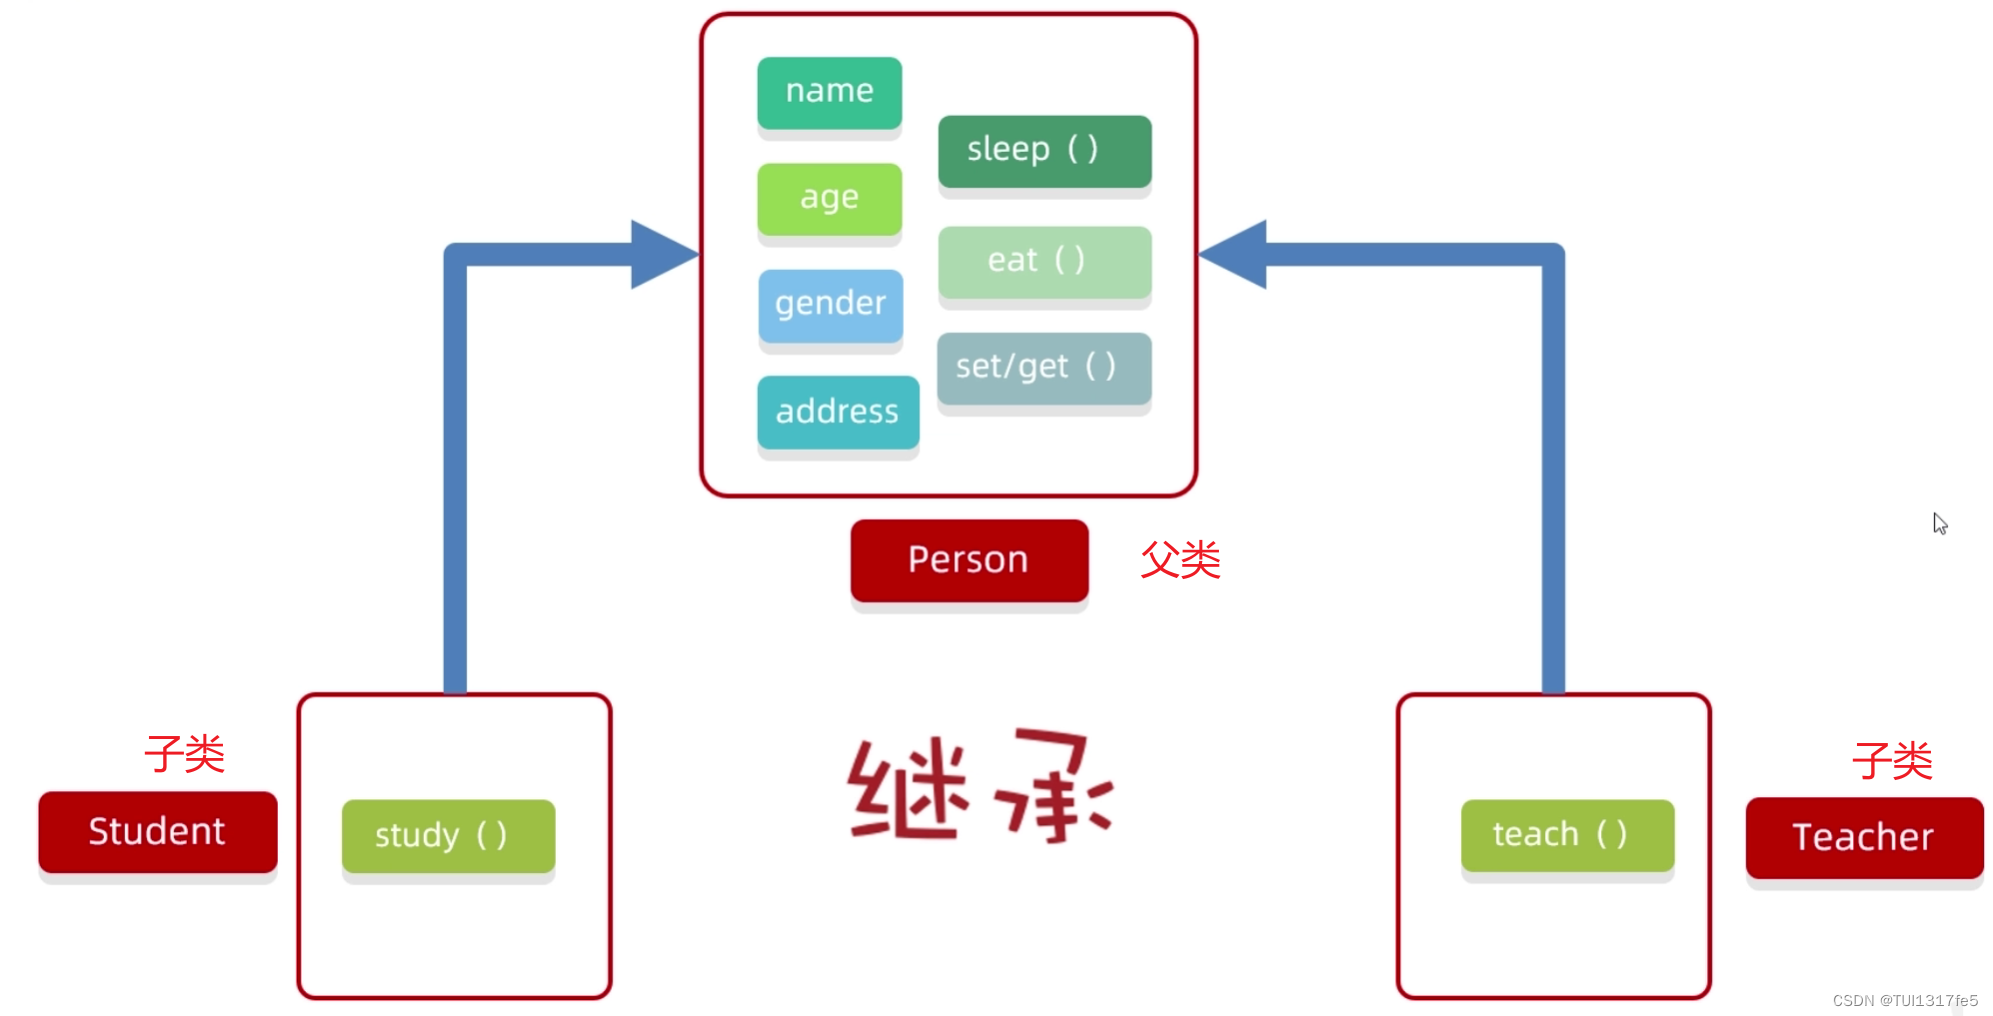 name
age
gender
address
sleep ( )
eat ( )
set/get ( )
Person
父类
子类
Student
study ( )
继承
teach ( )
子类
Teacher
CSDN @TUI1317fe5